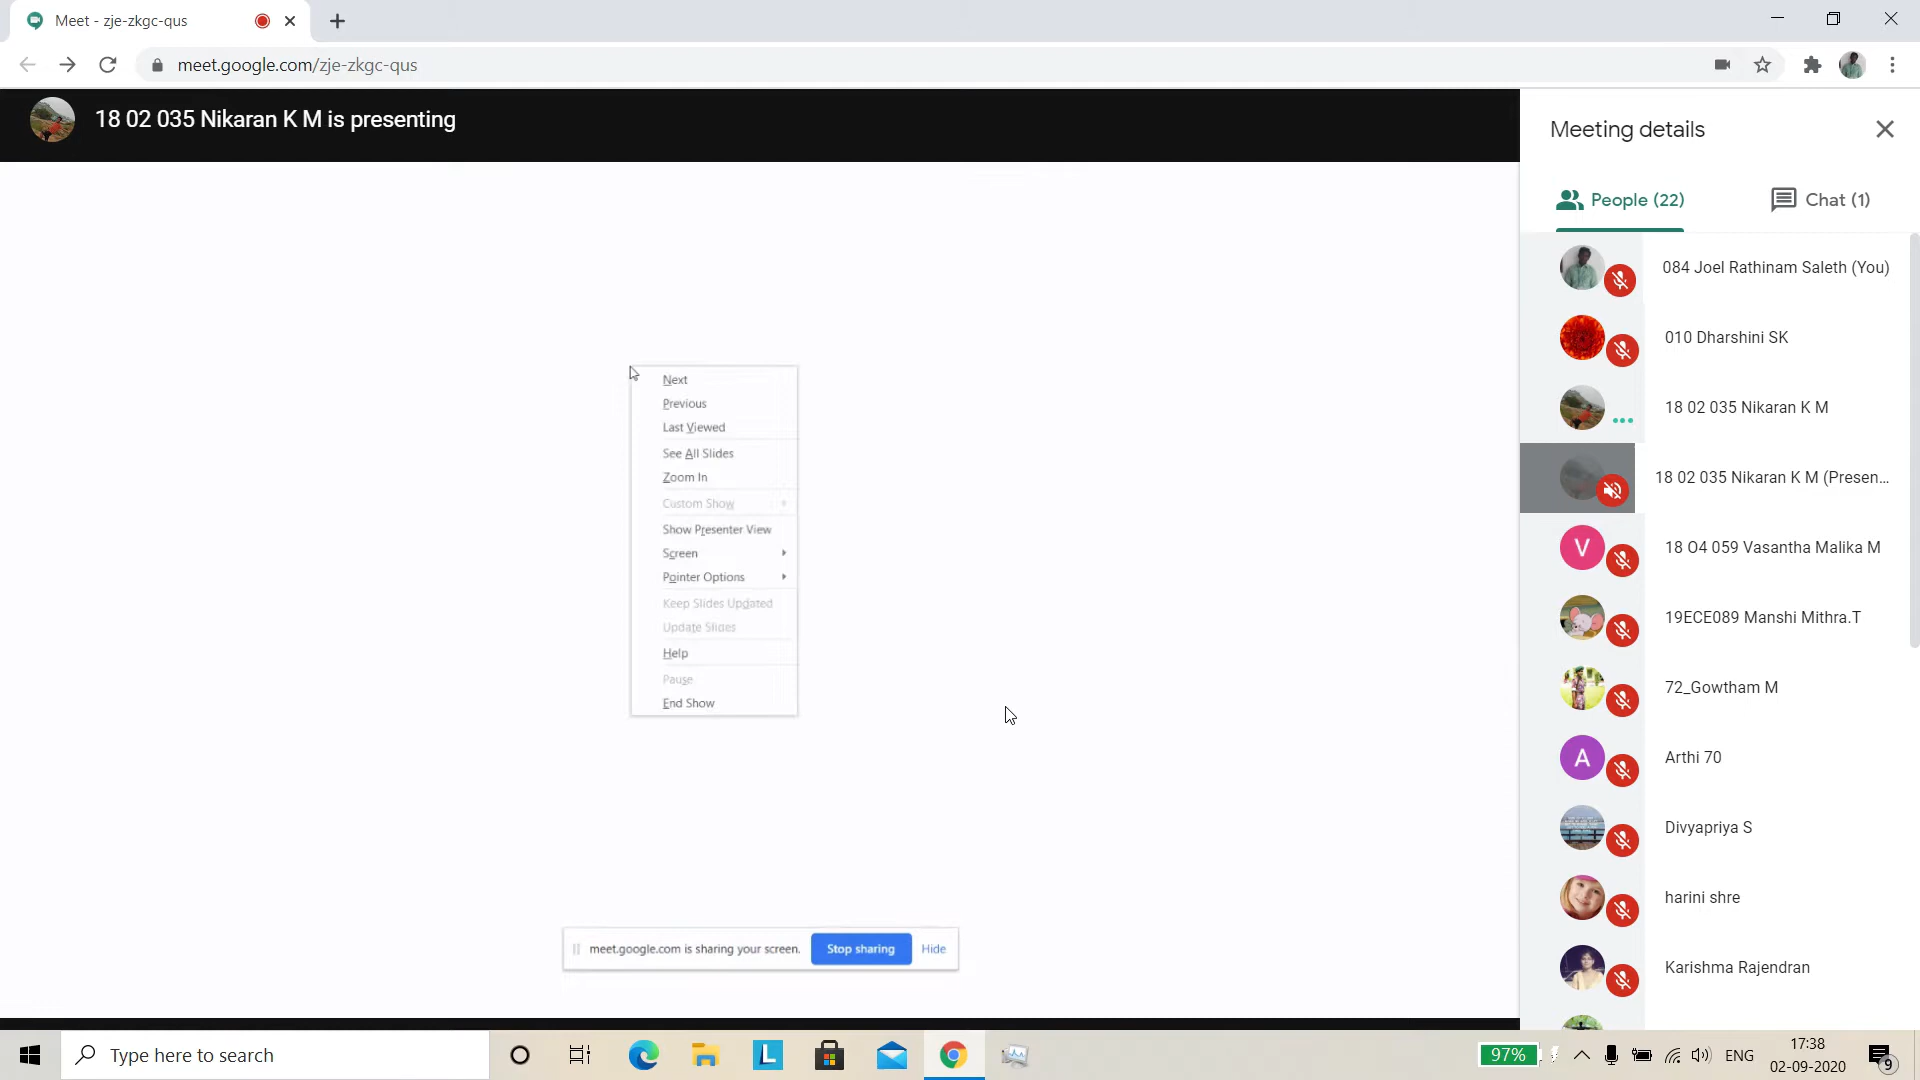 Meet - zje-zkgc-qus
meet.google.com/zje-zkgc-qus
18 02 035 Nikaran K M is presenting
Next
Previous
Last Viewed
See All Slides
Zoom In
Custom Show
Show Presenter View
Screen
Pointer Options
Keep Slides Updated
Update Slides
Help
Pause
End Show
meet.google.com is sharing your screen. Stop sharing Hide
Meeting details
People (22) Chat (1)
084 Joel Rathinam Saleth (You)
010 Dharshini SK
18 02 035 Nikaran K M
18 02 035 Nikaran K M (Presen...
V 18 O4 059 Vasantha Malika M
19ECE089 Manshi Mithra.T
72_Gowtham M
A Arthi 70
Divyapriya S
harini shre
Karishma Rajendran
Type here to search
L
97%
ENG
17:38
02-09-2020
9